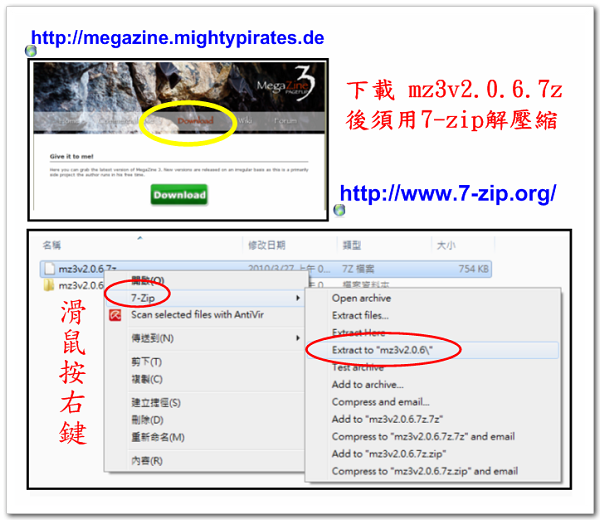 http://megazine.mightypirates.de
MegaZine 3
PAGEFLIP
Download Wiki Forum
Give it to me!
Here you can grab the latest version of MegaZine 3. New versions are released on an irregular basis as this is a primarily
side project the author runs in his free time.
Download
下載 mz3v2.0.6.7z
後須用7-zip解壓縮
http://www.7-zip.org/
名稱 修改日期 類型 大小
mz3v2.0.6.7z 2010/3/27 上午 0... 7Z 檔案 754 KB
mz3v2.0.6 檔案資料夾
滑鼠按右鍵
開啟(O)
7-Zip
Scan selected files with AntiVir
傳送到(N)
剪下(T)
複製(C)
建立捷徑(S)
刪除(D)
重新命名(M)
內容(R)
Open archive
Extract files...
Extract Here
Extract to "mz3v2.0.6\"
Test archive
Add to archive...
Compress and email...
Add to "mz3v2.0.6.7z.7z"
Compress to "mz3v2.0.6.7z.7z" and email
Add to "mz3v2.0.6.7z.zip"
Compress to "mz3v2.0.6.7z.zip" and email